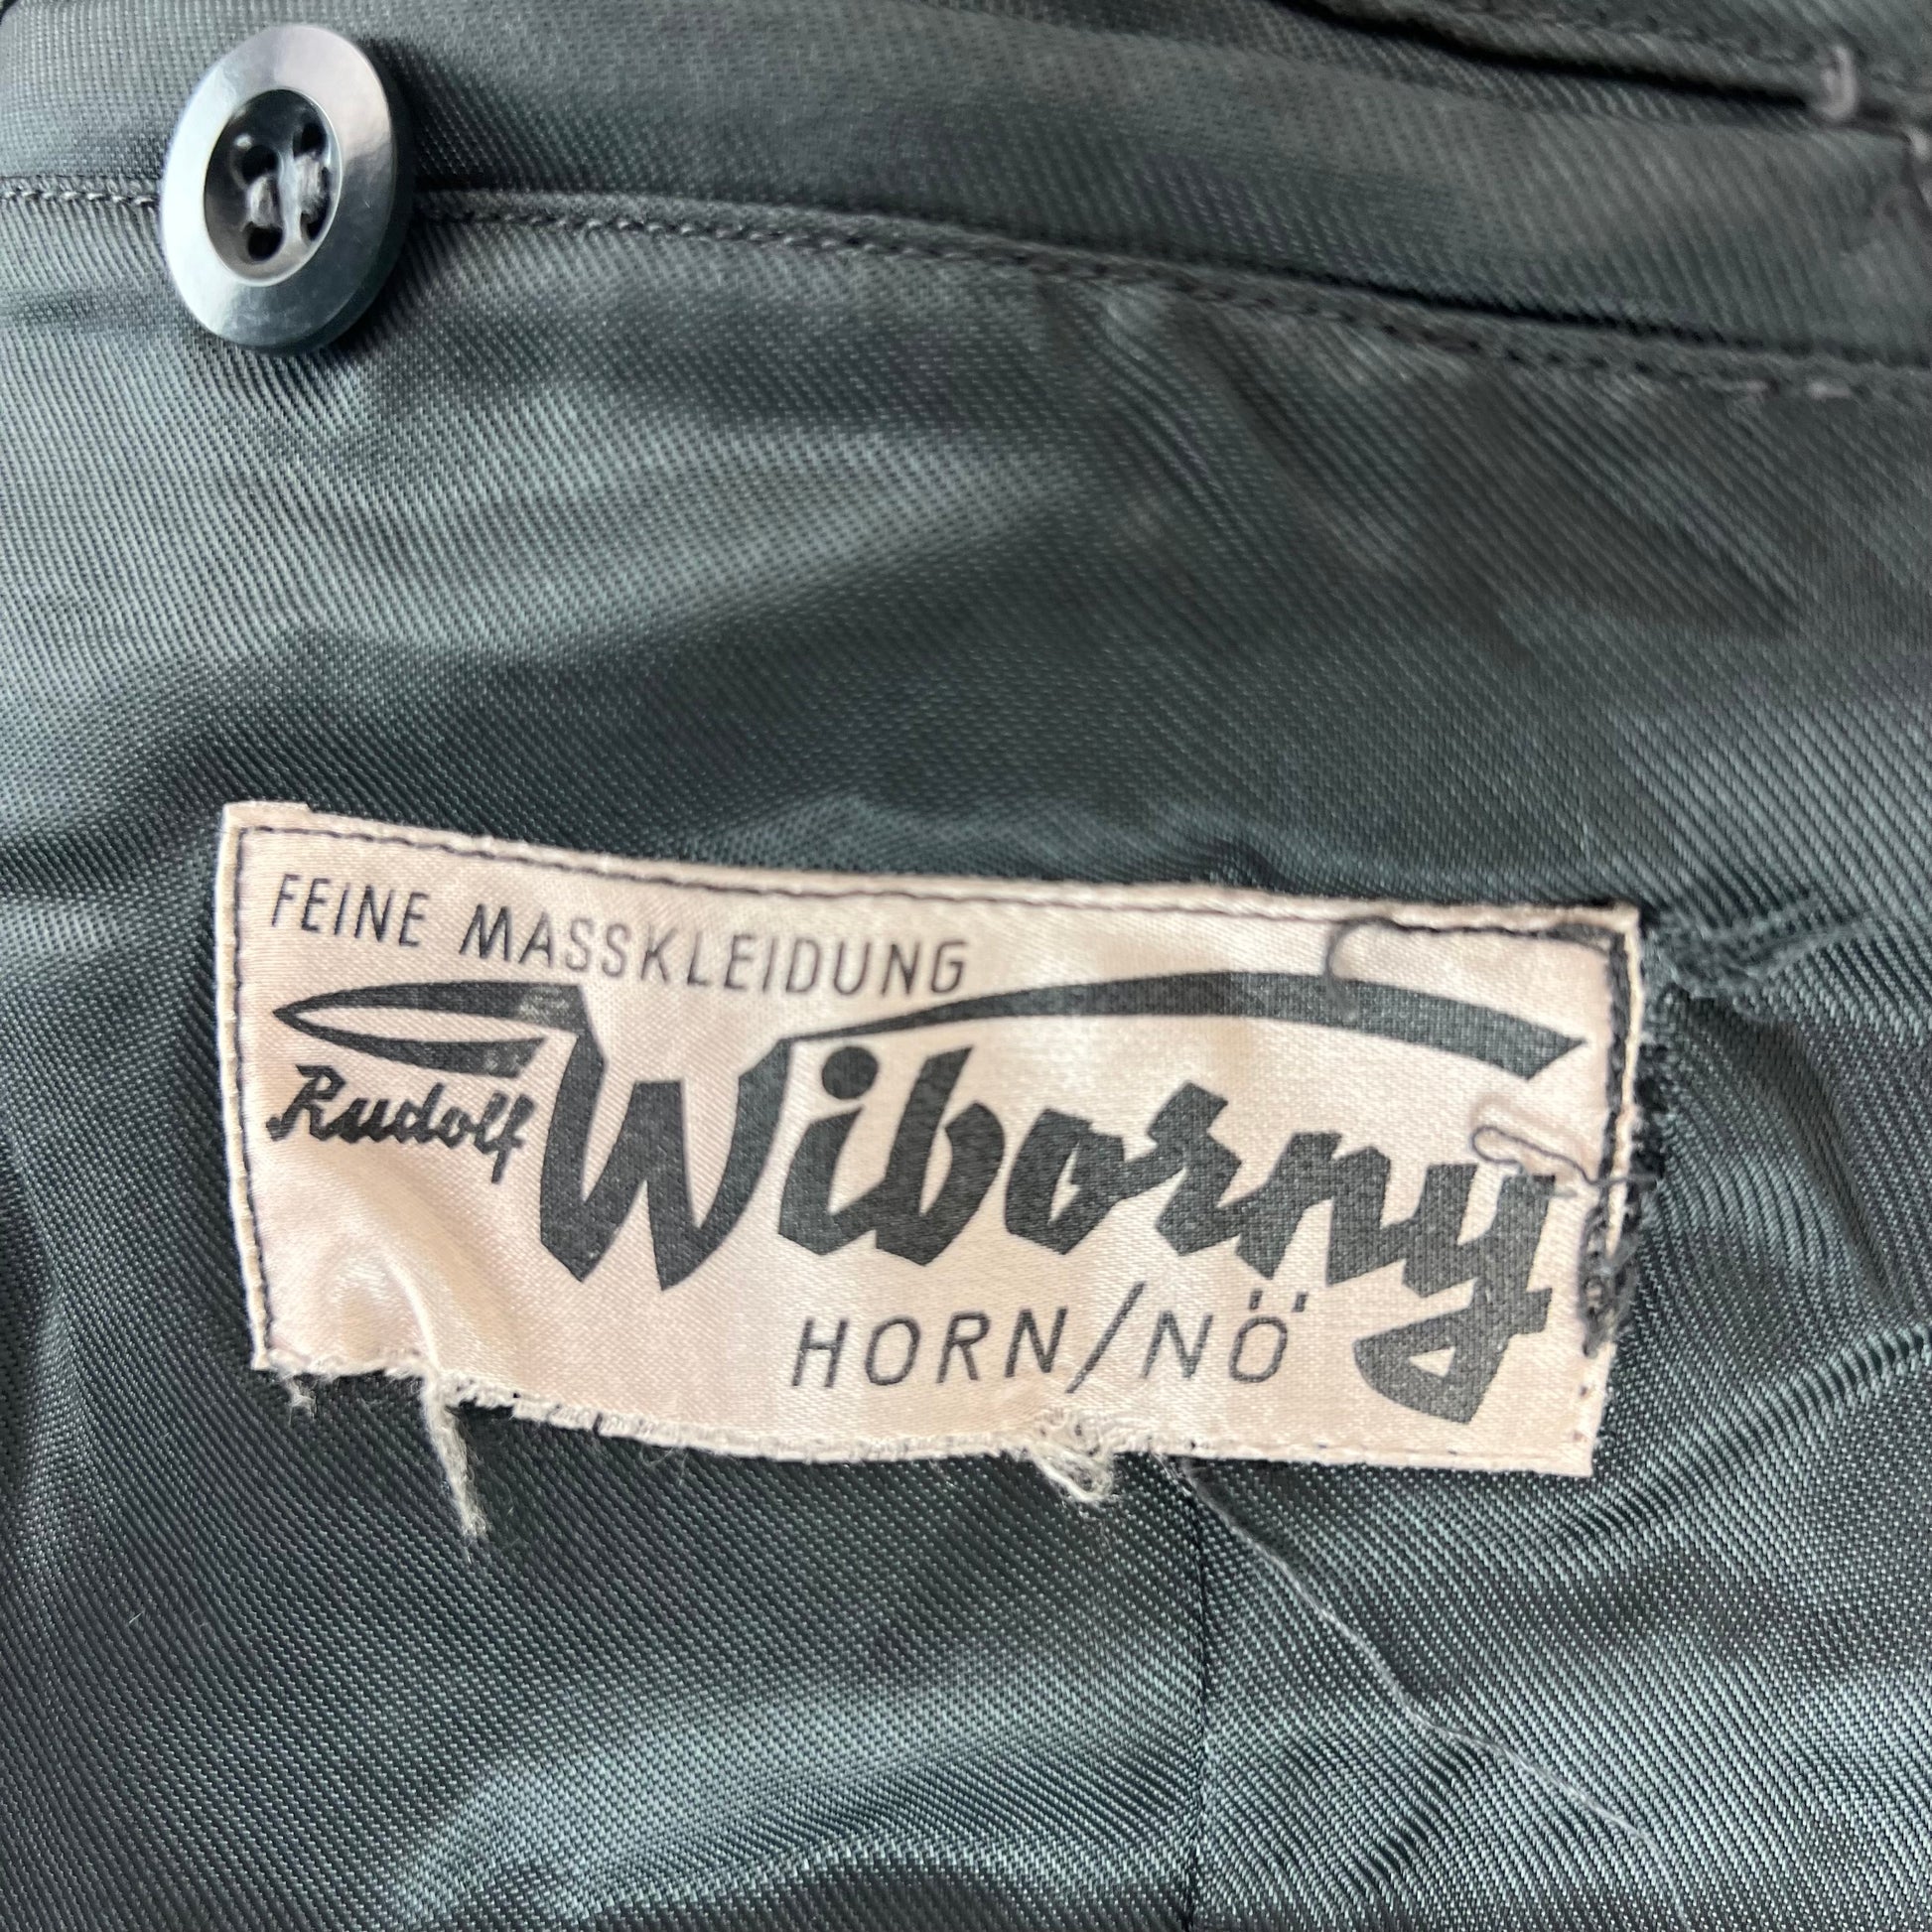 FEINE MASSKLEIDUNG
Rudolf Wiborny
HORN/NÖ